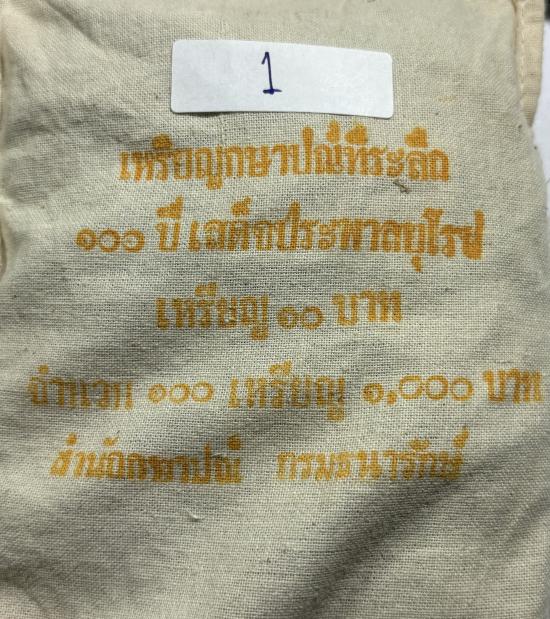 1
เหรียญกษาปณ์ที่ระลึก
๑๐๐ ปี เสด็จประพาสยุโรป
เหรียญ ๑๐ บาท
จำนวน ๑๐๐ เหรียญ ๑,๐๐๐ บาท
สำนักกษาปณ์ กรมธนารักษ์